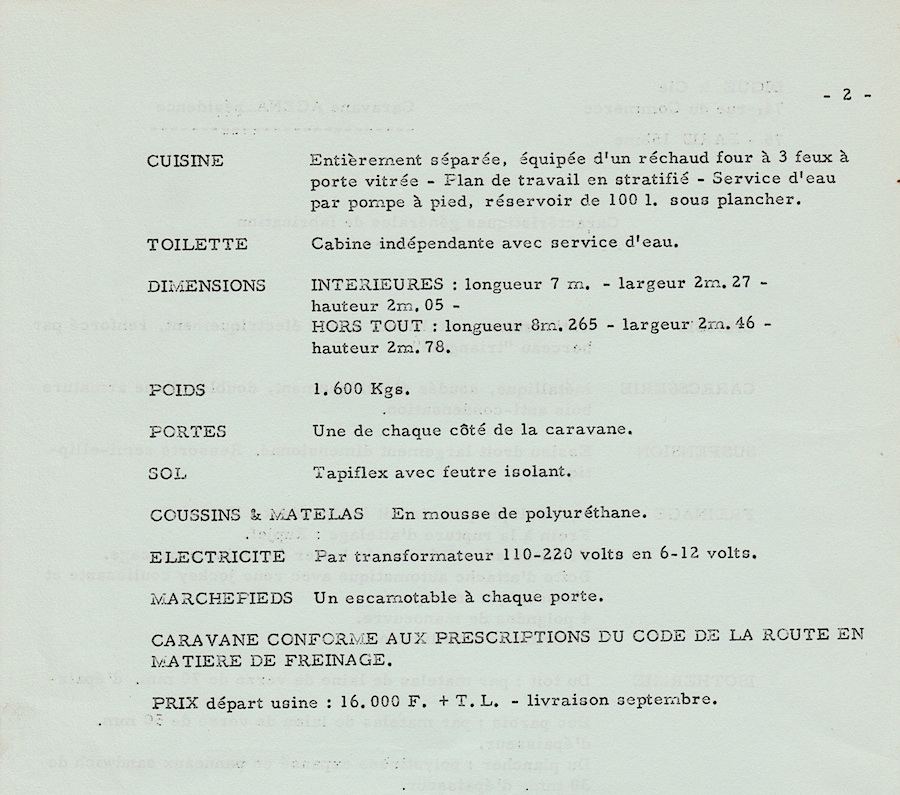 - 2 -
CUISINE Entièrement séparée, équipée d'un réchaud four à 3 feux à
porte vitrée - Plan de travail en stratifié - Service d'eau
par pompe à pied, réservoir de 100 l. sous plancher.
TOILETTE Cabine indépendante avec service d'eau.
DIMENSIONS INTERIEURES : longueur 7 m. - largeur 2m. 27 -
hauteur 2m. 05 -
HORS TOUT : longueur 8m. 265 - largeur 2m. 46 -
hauteur 2m. 78.
POIDS 1. 600 Kgs.
PORTES Une de chaque côté de la caravane.
SOL Tapiflex avec feutre isolant.
COUSSINS & MATELAS En mousse de polyuréthane.
ELECTRICITE Par transformateur 110-220 volts en 6-12 volts.
MARCHEPIEDS Un escamotable à chaque porte.
CARAVANE CONFORME AUX PRESCRIPTIONS DU CODE DE LA ROUTE EN
MATIERE DE FREINAGE.
PRIX départ usine : 16.000 F. + T. L. - livraison septembre.